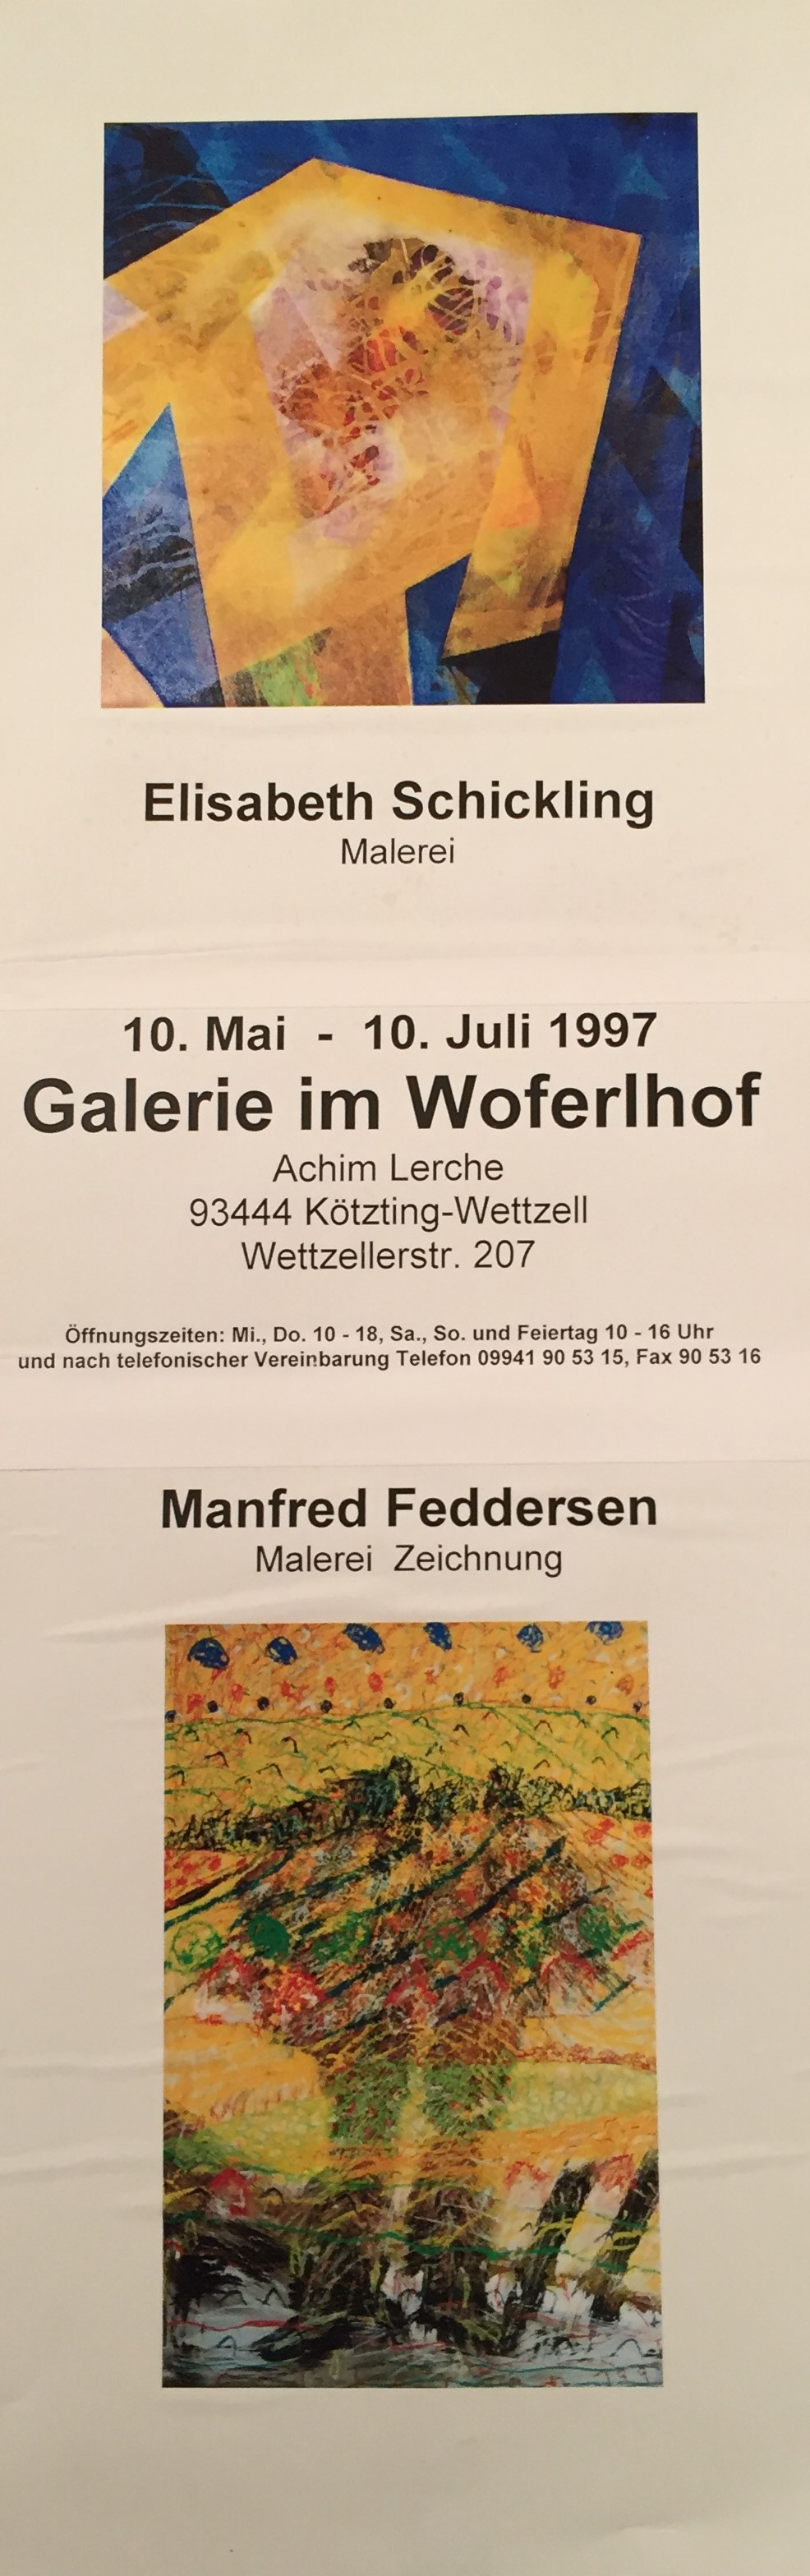 Elisabeth Schickling
Malerei
10. Mai - 10. Juli 1997
Galerie im Woferlhof
Achim Lerche
93444 Kötzting-Wettzell
Wettzellerstr. 207
Öffnungszeiten: Mi., Do. 10 - 18, Sa., So. und Feiertag 10 - 16 Uhr
und nach telefonischer Vereinbarung Telefon 09941 90 53 15, Fax 90 53 16
Manfred Feddersen
Malerei Zeichnung